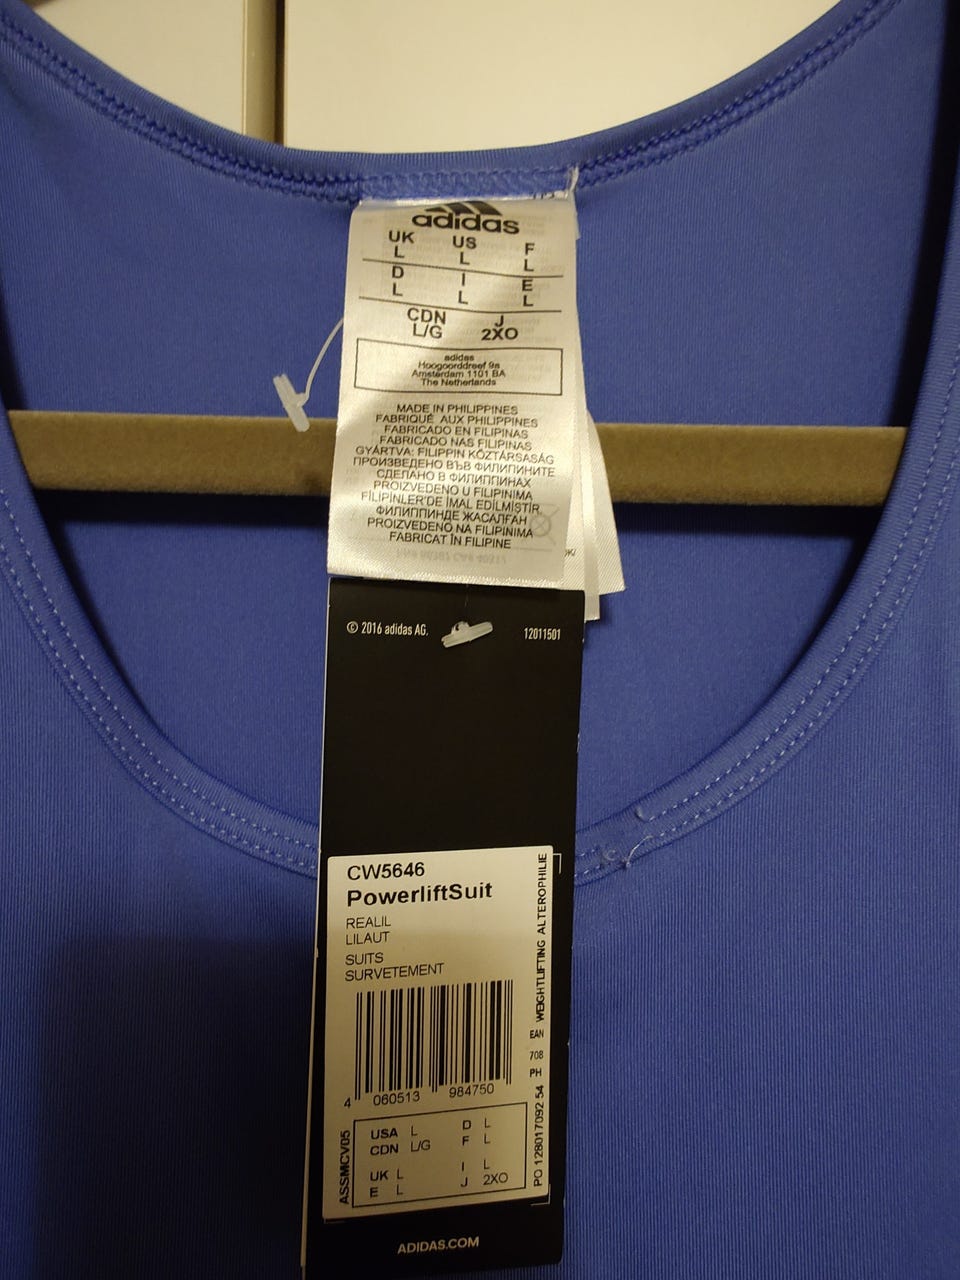 adidas
UK US F
L L L
D I E
L L L
CDN J
L/G 2XO
adidas
Hoogoorddreef 9a
Amsterdam 1101 BA
The Netherlands
MADE IN PHILIPPINES
FABRIQUÉ AUX PHILIPPINES
FABRICADO EN FILIPINAS
FABRICADO NAS FILIPINAS
GYÁRTVA: FILIPPIN KÖZTÁRSASÁG
ПРОИЗВЕДЕНО ВЪВ ФИЛИПИНИТЕ
СДЕЛАНО В ФИЛИППИНАХ
PROIZVEDENO U FILIPINIMA
FİLİPİNLER'DE İMAL EDİLMİŞTİR
ФИЛИППИНДЕ ЖАСАЛҒАН
PROIZVEDENO NA FILIPINIMA
FABRICAT ÎN FILIPINE
© 2016 adidas AG.
12011501
CW5646
PowerliftSuit
REALIL
LILAUT
SUITS
SURVETEMENT
4 060513 984750
WEIGHTLIFTING ALTEROPHILIE
EAN
708
PH
PO 128017092 54
ASSMCV05
USA L D L
CDN L/G F L
UK L I L
E L J 2XO
ADIDAS.COM